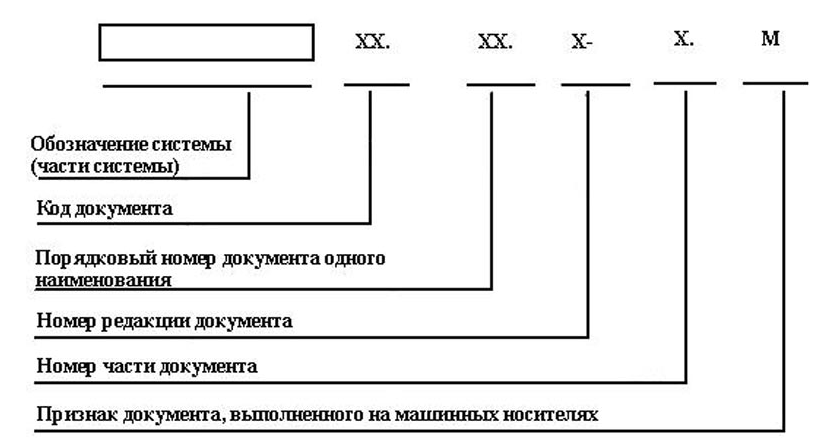 XX. XX. X- X. М
Обозначение системы
(части системы)
Код документа
Порядковый номер документа одного
наименования
Номер редакции документа
Номер части документа
Признак документа, выполненного на машинных носителях